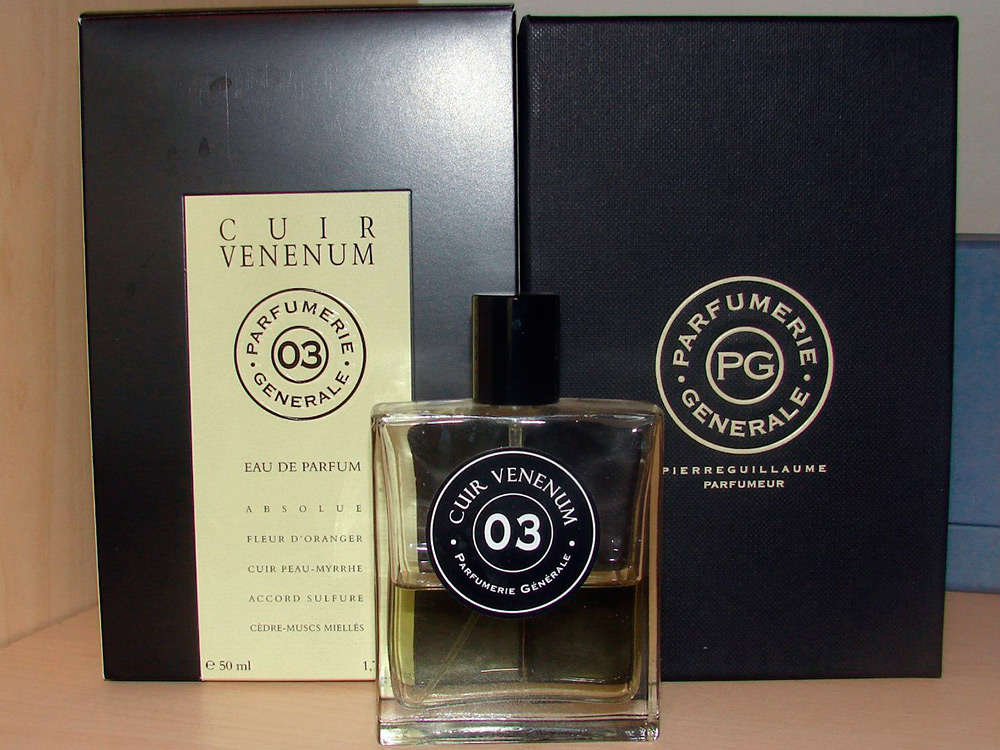 CUIR
VENENUM
PARFUMERIE
03
GENERALE
EAU DE PARFUM
ABSOLUE
FLEUR D'ORANGER
CUIR PEAU-MYRRHE
ACCORD SULFURE
CÈDRE-MUSCS MIELLÉS
℮ 50 ml
1,
PARFUMERIE
PG
GENERALE
PIERREGUILLAUME
PARFUMEUR
CUIR VENENUM
03
PARFUMERIE GÉNÉRALE